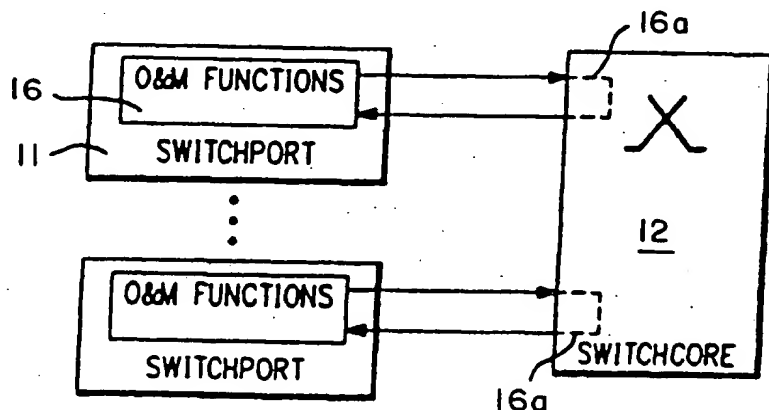 16a
16
O&M FUNCTIONS
11
SWITCHPORT
12
O&M FUNCTIONS
SWITCHPORT
16a
SWITCHCORE